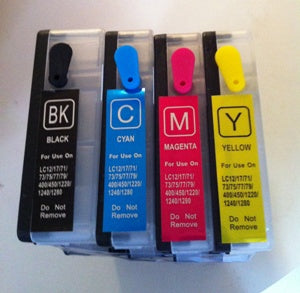 BK
BLACK
For Use On
LC12/17/71/
73/75/77/79/
400/450/1220/
1240/1280
Do Not
Remove
C
CYAN
For Use On
LC12/17/71/
73/75/77/79/
400/450/1220/
1240/1280
Do Not
Remove
M
MAGENTA
For Use On
LC12/17/71/
73/75/77/79/
400/450/1220/
1240/1280
Do Not
Remove
Y
YELLOW
For Use On
LC12/17/71/
73/75/77/79/
400/450/1220/
1240/1280
Do Not
Remove